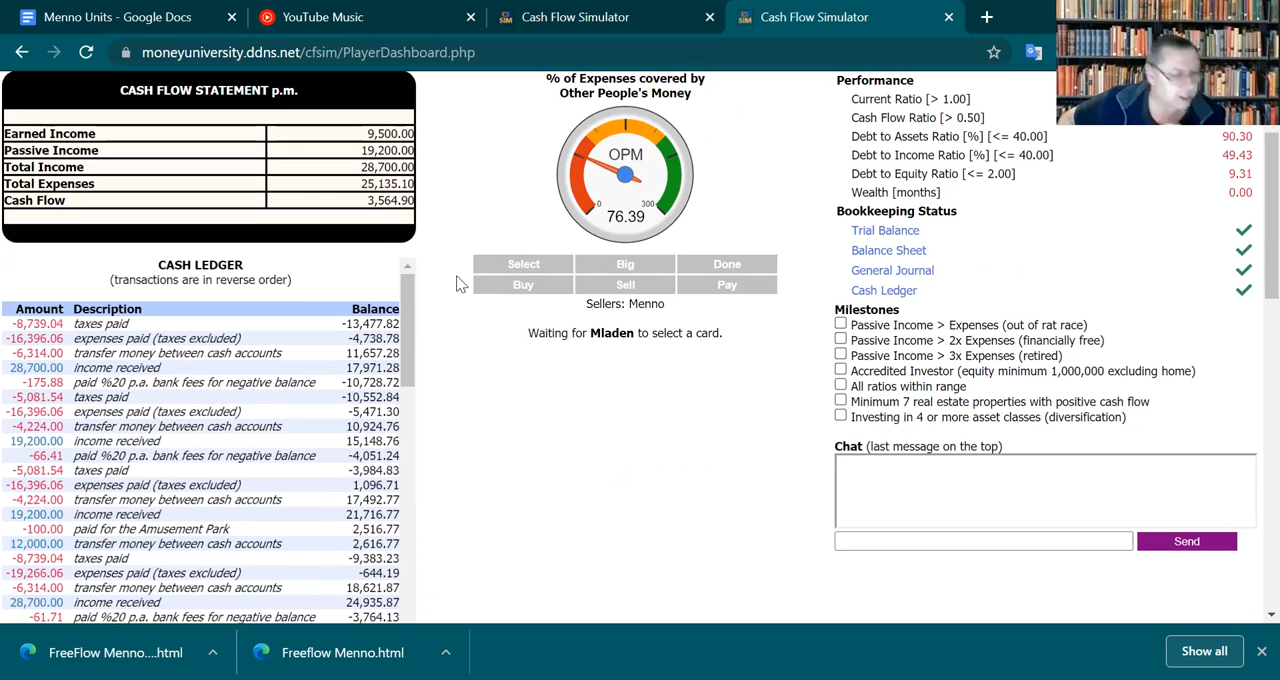 Menno Units - Google Docs
YouTube Music
Cash Flow Simulator
Cash Flow Simulator
moneyuniversity.ddns.net/cfsim/PlayerDashboard.php
CASH FLOW STATEMENT p.m.
Earned Income 9,500.00
Passive Income 19,200.00
Total Income 28,700.00
Total Expenses 25,135.10
Cash Flow 3,564.90
CASH LEDGER
(transactions are in reverse order)
Amount Description Balance
-8,739.04 taxes paid -13,477.82
-16,396.06 expenses paid (taxes excluded) -4,738.78
-6,314.00 transfer money between cash accounts 11,657.28
28,700.00 income received 17,971.28
-175.88 paid %20 p.a. bank fees for negative balance -10,728.72
-5,081.54 taxes paid -10,552.84
-16,396.06 expenses paid (taxes excluded) -5,471.30
-4,224.00 transfer money between cash accounts 10,924.76
19,200.00 income received 15,148.76
-66.41 paid %20 p.a. bank fees for negative balance -4,051.24
-5,081.54 taxes paid -3,984.83
-16,396.06 expenses paid (taxes excluded) 1,096.71
-4,224.00 transfer money between cash accounts 17,492.77
19,200.00 income received 21,716.77
-100.00 paid for the Amusement Park 2,516.77
12,000.00 transfer money between cash accounts 2,616.77
-8,739.04 taxes paid -9,383.23
-19,266.06 expenses paid (taxes excluded) -644.19
-6,314.00 transfer money between cash accounts 18,621.87
28,700.00 income received 24,935.87
-61.71 paid %20 p.a. bank fees for negative balance -3,764.13
% of Expenses covered by
Other People's Money
OPM
0 300
76.39
Select Big Done
Buy Sell Pay
Sellers: Menno
Waiting for Mladen to select a card.
Performance
Current Ratio [> 1.00]
Cash Flow Ratio [> 0.50]
Debt to Assets Ratio [%] [<= 40.00] 90.30
Debt to Income Ratio [%] [<= 40.00] 49.43
Debt to Equity Ratio [<= 2.00] 9.31
Wealth [months] 0.00
Bookkeeping Status
Trial Balance
Balance Sheet
General Journal
Cash Ledger
Milestones
Passive Income > Expenses (out of rat race)
Passive Income > 2x Expenses (financially free)
Passive Income > 3x Expenses (retired)
Accredited Investor (equity minimum 1,000,000 excluding home)
All ratios within range
Minimum 7 real estate properties with positive cash flow
Investing in 4 or more asset classes (diversification)
Chat (last message on the top)
Send
FreeFlow Menno....html
Freeflow Menno.html
Show all